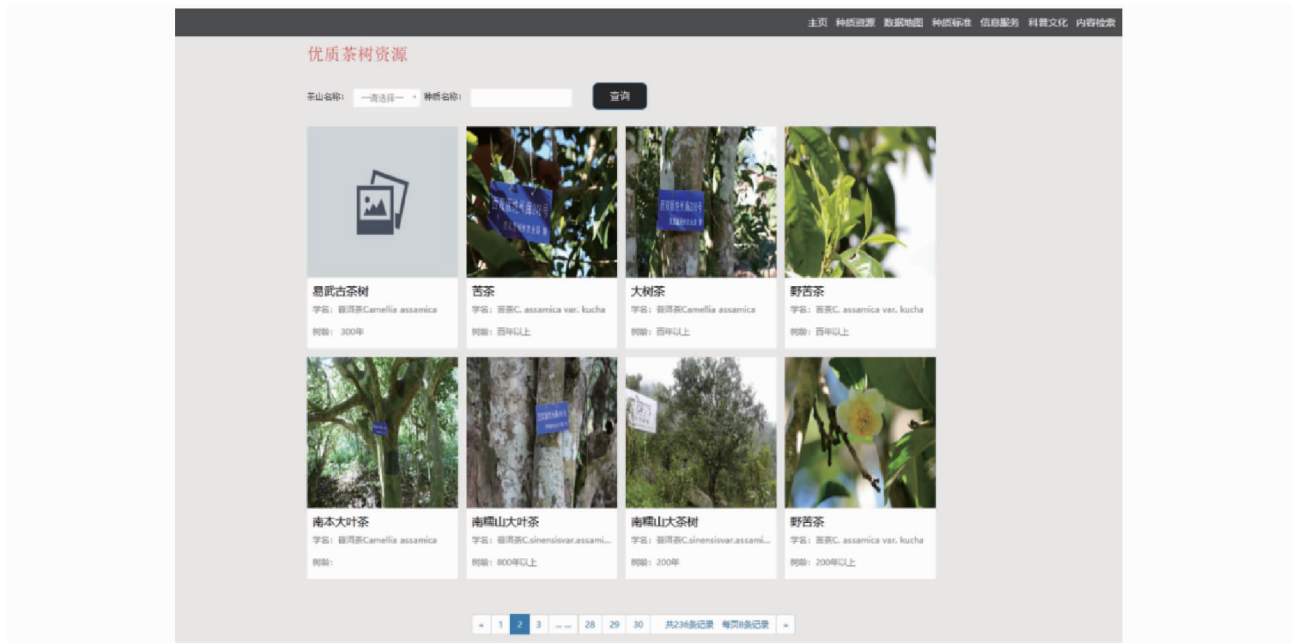 主页 种质资源 数据地图 种质标准 信息服务 科普文化 内容检索
优质茶树资源
茶山名称： —请选择— 种质名称： 查询
易武古茶树
学名：普洱茶Camellia assamica
树龄： 300年
苦茶
学名：苦茶C. assamica var. kucha
树龄：百年以上
大树茶
学名：普洱茶Camellia assamica
树龄：百年以上
野苦茶
学名：苦茶C. assamica var. kucha
树龄：百年以上
南本大叶茶
学名：普洱茶Camellia assamica
树龄：
南糯山大叶茶
学名：普洱茶C.sinensisvar.assami...
树龄：800年以上
南糯山大茶树
学名：普洱茶C.sinensisvar.assami...
树龄：200年
野苦茶
学名：苦茶C. assamica var. kucha
树龄：200年以上
« 1 2 3 ... ... 28 29 30 共236条记录 每页8条记录 »